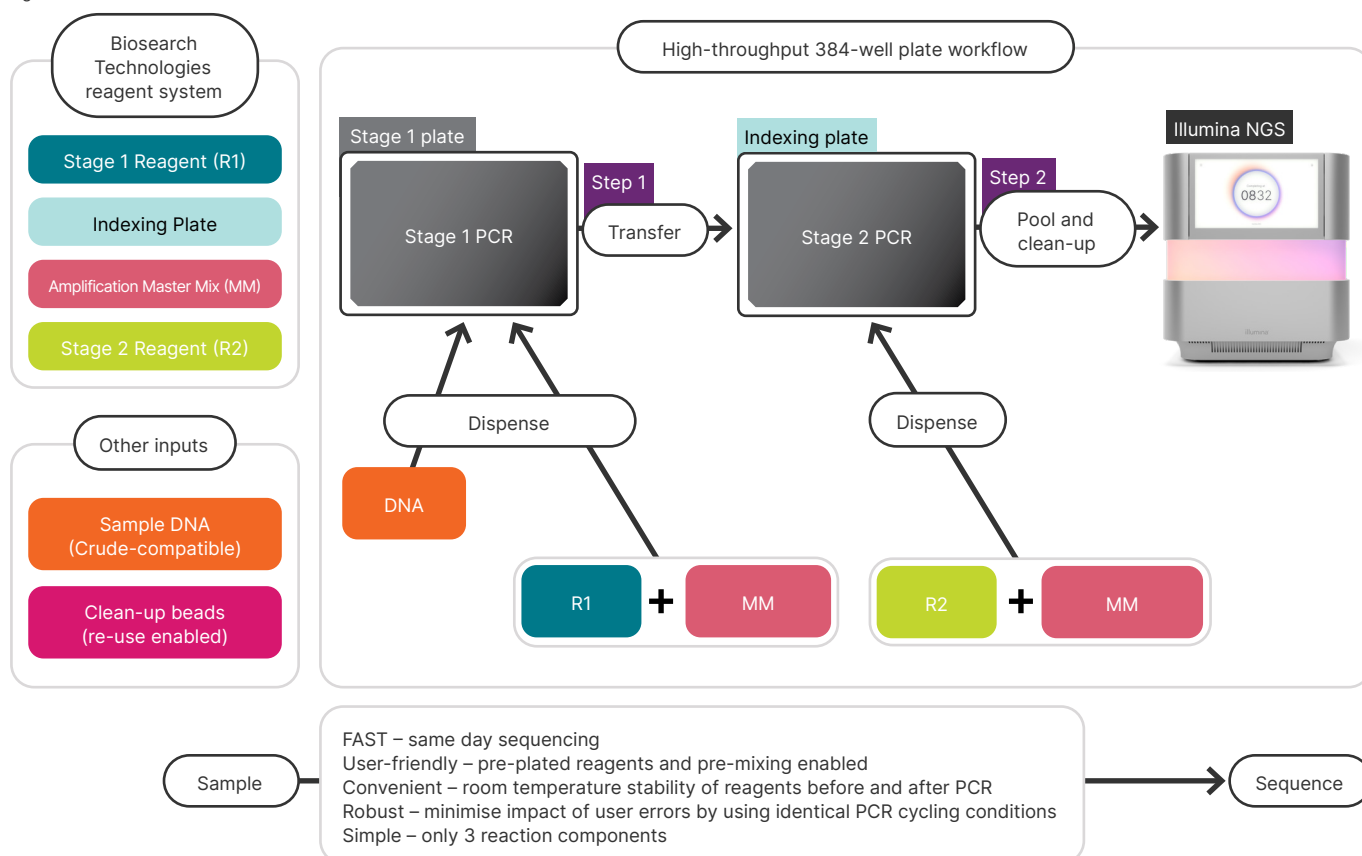 Biosearch
Technologies
reagent system
Stage 1 Reagent (R1)
Indexing Plate
Amplification Master Mix (MM)
Stage 2 Reagent (R2)
Other inputs
Sample DNA
(Crude-compatible)
Clean-up beads
(re-use enabled)
High-throughput 384-well plate workflow
Stage 1 plate
Stage 1 PCR
Step 1
Transfer
Indexing plate
Stage 2 PCR
Step 2
Pool and
clean-up
Illumina NGS
0832
illumina
Dispense
DNA
R1 + MM
Dispense
R2 + MM
Sample
FAST – same day sequencing
User-friendly – pre-plated reagents and pre-mixing enabled
Convenient – room temperature stability of reagents before and after PCR
Robust – minimise impact of user errors by using identical PCR cycling conditions
Simple – only 3 reaction components
Sequence